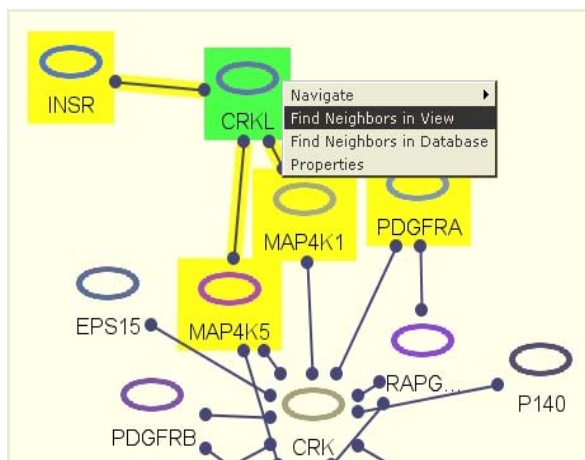 INSR
CRKL
Navigate
Find Neighbors in View
Find Neighbors in Database
Properties
MAP4K1
PDGFRA
EPS15
MAP4K5
RAPG...
P140
PDGFRB
CRK